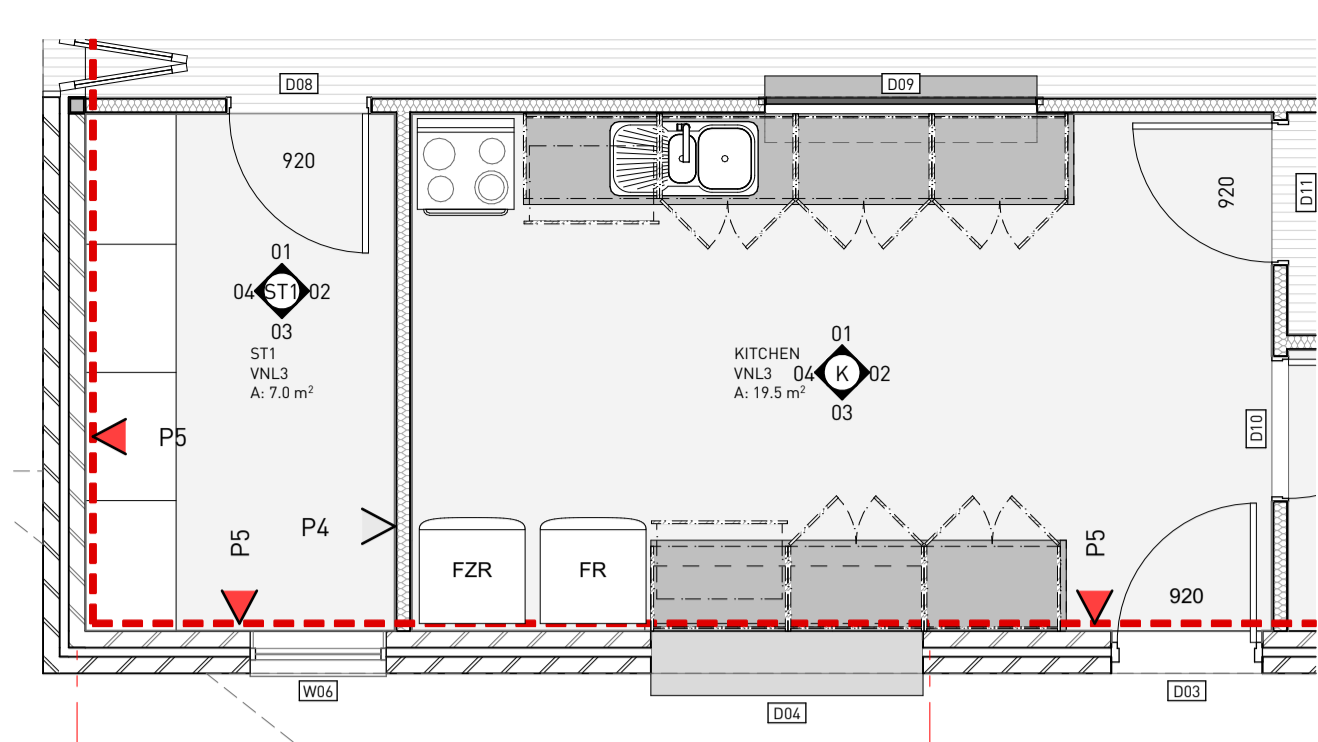 D08
D09
920
920
D11
01
04 ST1 02
03
ST1
VNL3
A: 7.0 m²
01
KITCHEN
VNL3
04 K 02
A: 19.5 m²
03
P5
D10
P4
P5
P5
FZR
FR
920
W06
D03
D04